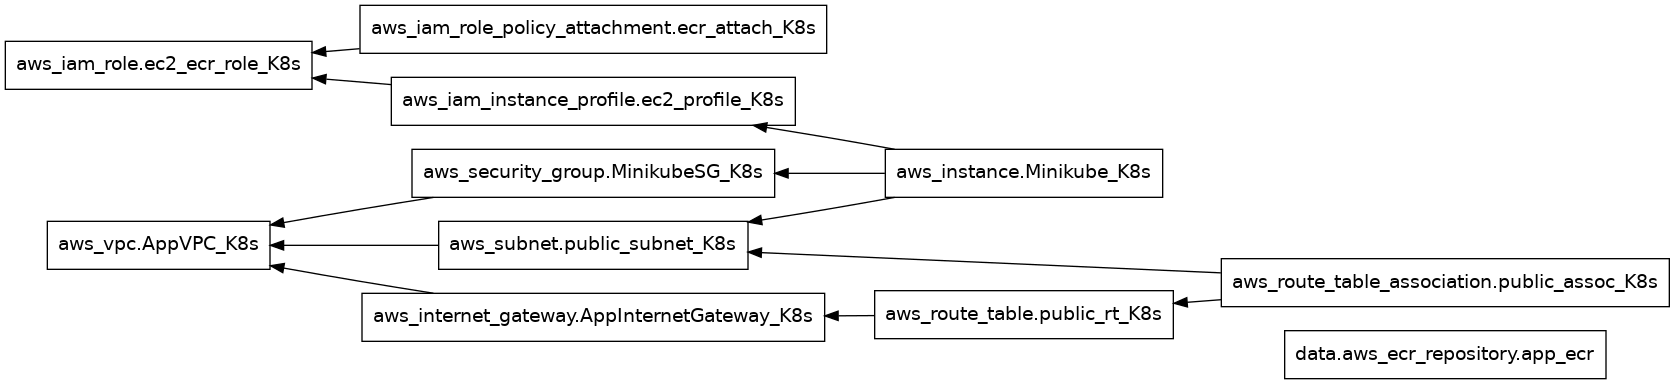 aws_iam_role_policy_attachment.ecr_attach_K8s
aws_iam_role.ec2_ecr_role_K8s
aws_iam_instance_profile.ec2_profile_K8s
aws_security_group.MinikubeSG_K8s
aws_instance.Minikube_K8s
aws_vpc.AppVPC_K8s
aws_subnet.public_subnet_K8s
aws_route_table_association.public_assoc_K8s
aws_internet_gateway.AppInternetGateway_K8s
aws_route_table.public_rt_K8s
data.aws_ecr_repository.app_ecr